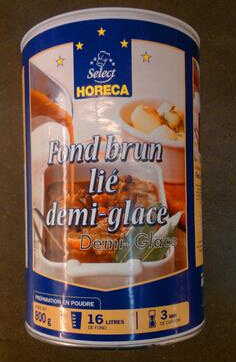 Select
HORECA
Fond brun
lié
demi-glace
Demi-Glace
PRÉPARATION EN POUDRE
800 g
16 LITRES
DE FOND
3 MIN.
DE CUISSON